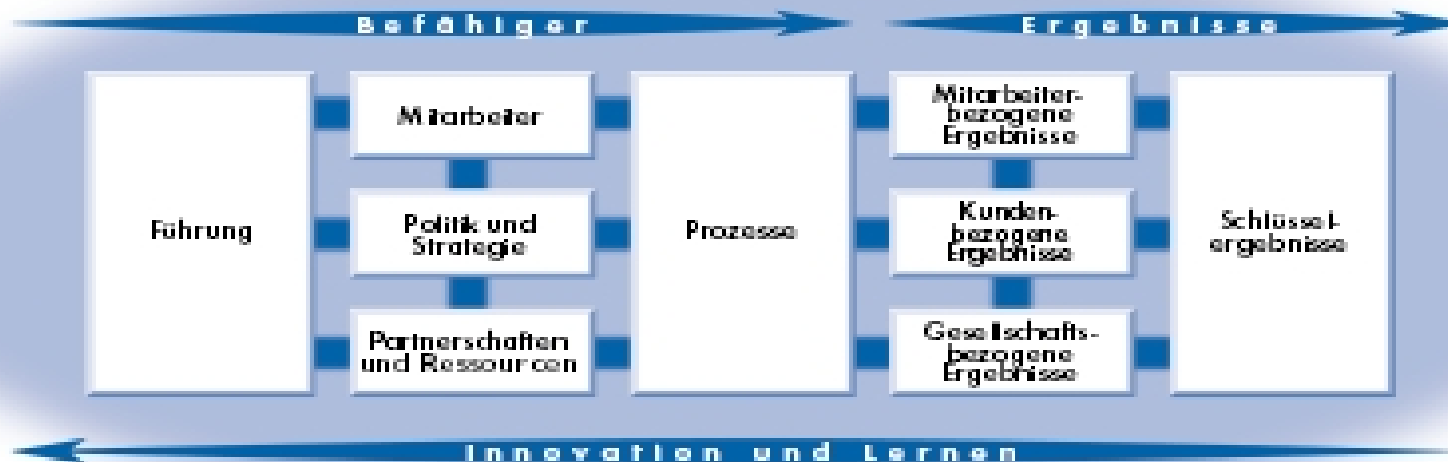 Befähiger
Ergebnisse
Führung
Mitarbeiter
Politik und
Strategie
Partnerschaften
und Ressourcen
Prozesse
Mitarbeiter-
bezogene
Ergebnisse
Kunden-
bezogene
Ergebnisse
Gesellschafts-
bezogene
Ergebnisse
Schlüssel-
ergebnisse
Innovation und Lernen